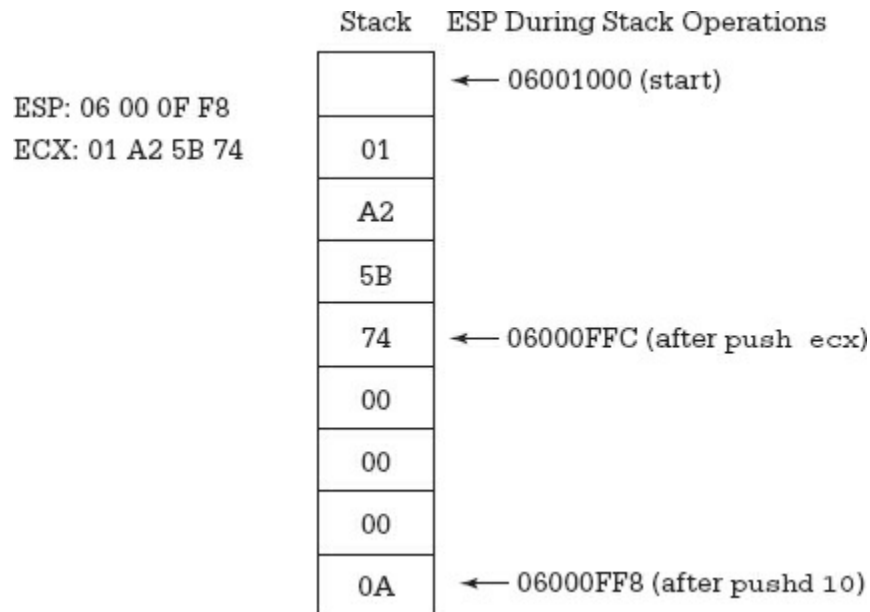 Stack ESP During Stack Operations
06001000 (start)
ESP: 06 00 0F F8
ECX: 01 A2 5B 74
01
A2
5B
74 06000FFC (after push ecx)
00
00
00
0A 06000FF8 (after pushd 10)